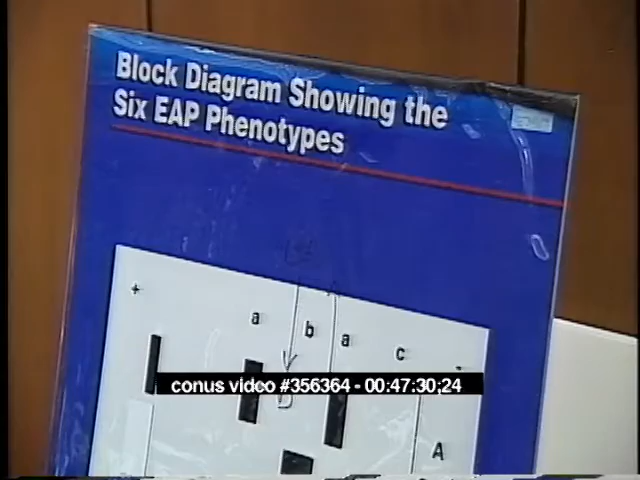 Block Diagram Showing the
Six EAP Phenotypes
+
a b a c -
conus video #356364 - 00:47:30;24
A